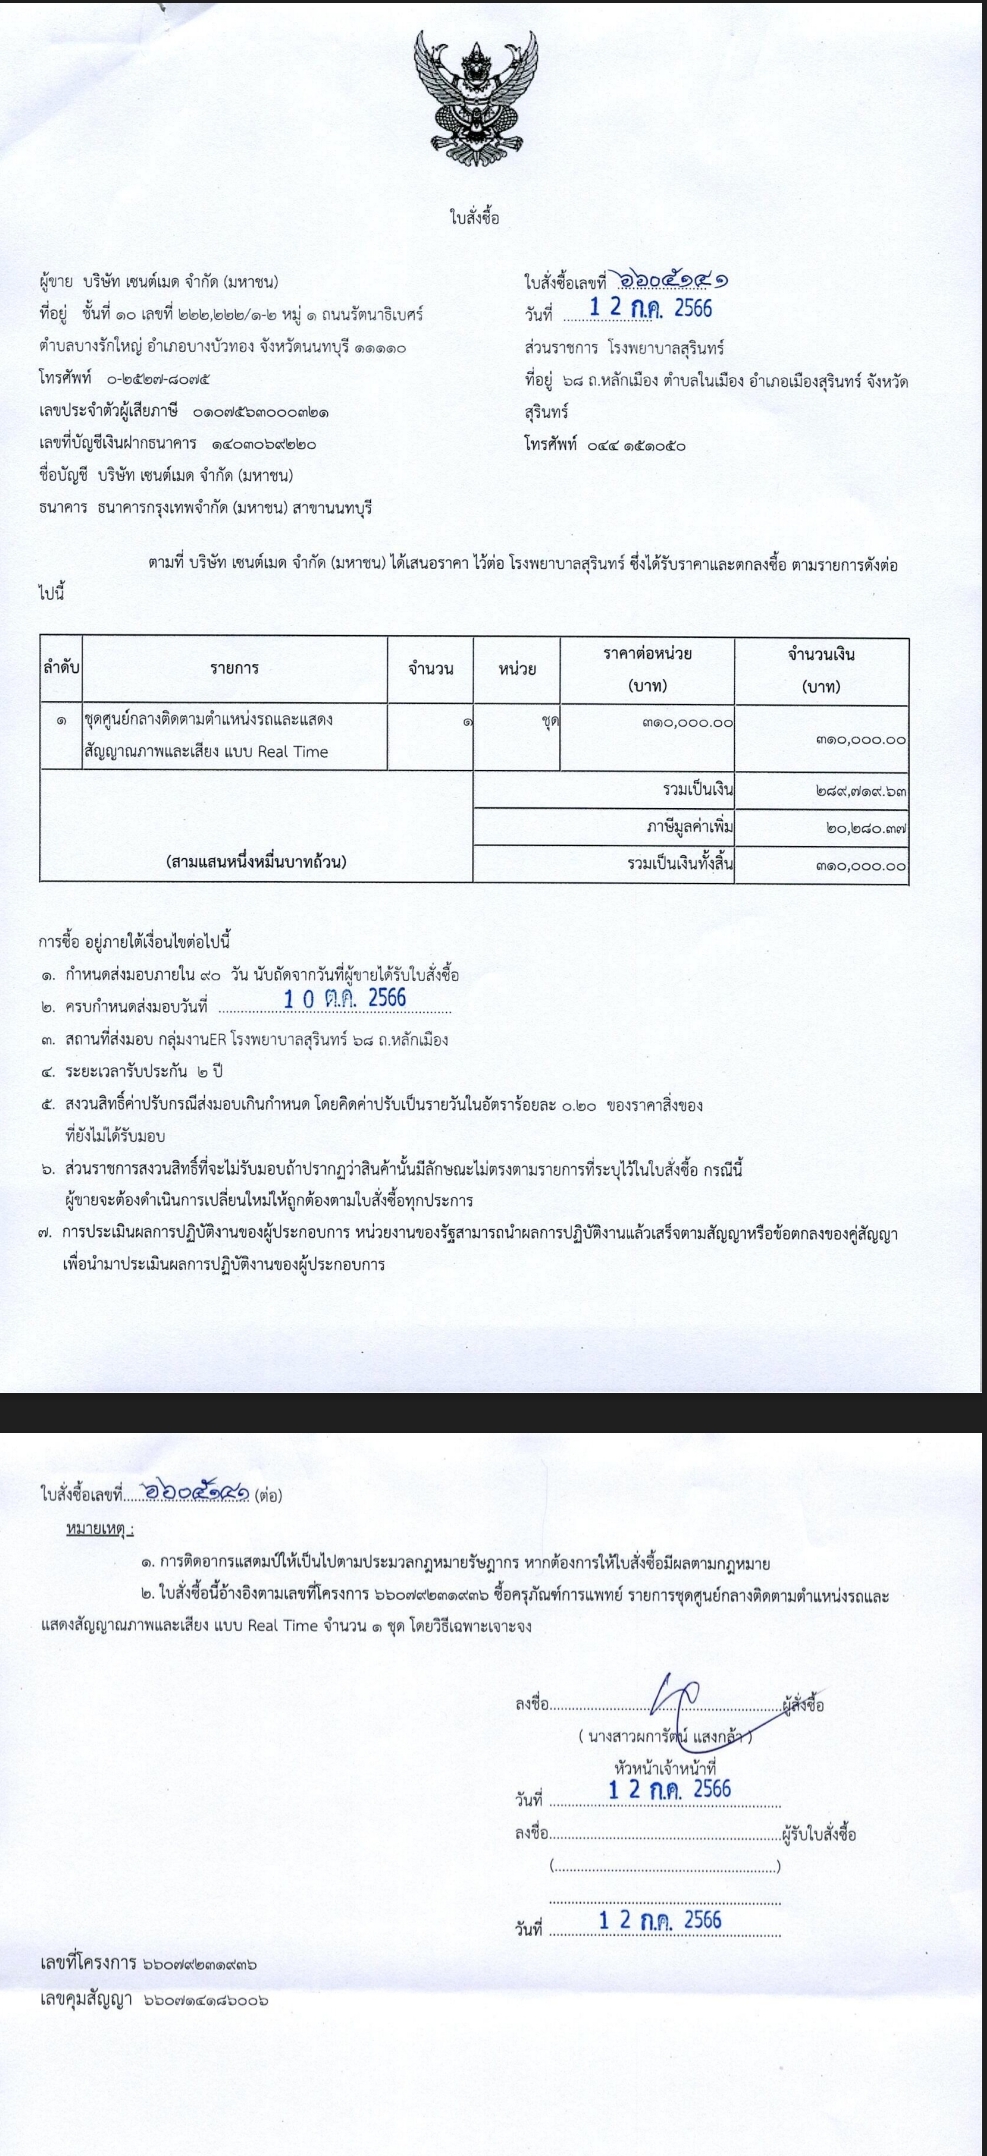 ใบสั่งซื้อ
ผู้ขาย บริษัท เซนต์เมด จำกัด (มหาชน)
ที่อยู่ ชั้นที่ ๑๐ เลขที่ ๒๒๒,๒๒๒/๑-๒ หมู่ ๑ ถนนรัตนาธิเบศร์
ตำบลบางรักใหญ่ อำเภอบางบัวทอง จังหวัดนนทบุรี ๑๑๑๑๐
โทรศัพท์ ๐-๒๕๒๗-๘๐๗๕
เลขประจำตัวผู้เสียภาษี ๐๑๐๗๕๖๓๐๐๐๓๒๑
เลขที่บัญชีเงินฝากธนาคาร ๑๔๐๓๐๖๙๒๒๐
ชื่อบัญชี บริษัท เซนต์เมด จำกัด (มหาชน)
ธนาคาร ธนาคารกรุงเทพจำกัด (มหาชน) สาขานนทบุรี
ใบสั่งซื้อเลขที่ ๖๖๐๕๑๔๑
วันที่ 12 ก.ค. 2566
ส่วนราชการ โรงพยาบาลสุรินทร์
ที่อยู่ ๖๘ ถ.หลักเมือง ตำบลในเมือง อำเภอเมืองสุรินทร์ จังหวัด
สุรินทร์
โทรศัพท์ ๐๔๔ ๑๕๑๐๕๐
ตามที่ บริษัท เซนต์เมด จำกัด (มหาชน) ได้เสนอราคา ไว้ต่อ โรงพยาบาลสุรินทร์ ซึ่งได้รับราคาและตกลงซื้อ ตามรายการดังต่อ
ไปนี้
ลำดับ รายการ จำนวน หน่วย ราคาต่อหน่วย (บาท) จำนวนเงิน (บาท)
๑ ชุดศูนย์กลางติดตามตำแหน่งรถและแสดง ๑ ชุด ๓๑๐,๐๐๐.๐๐ ๓๑๐,๐๐๐.๐๐
สัญญาณภาพและเสียง แบบ Real Time
รวมเป็นเงิน ๒๘๙,๗๑๙.๖๓
ภาษีมูลค่าเพิ่ม ๒๐,๒๘๐.๓๗
(สามแสนหนึ่งหมื่นบาทถ้วน) รวมเป็นเงินทั้งสิ้น ๓๑๐,๐๐๐.๐๐
การซื้อ อยู่ภายใต้เงื่อนไขต่อไปนี้
๑. กำหนดส่งมอบภายใน ๙๐ วัน นับถัดจากวันที่ผู้ขายได้รับใบสั่งซื้อ
๒. ครบกำหนดส่งมอบวันที่ 10 ต.ค. 2566
๓. สถานที่ส่งมอบ กลุ่มงานER โรงพยาบาลสุรินทร์ ๖๘ ถ.หลักเมือง
๔. ระยะเวลารับประกัน ๒ ปี
๕. สงวนสิทธิ์ค่าปรับกรณีส่งมอบเกินกำหนด โดยคิดค่าปรับเป็นรายวันในอัตราร้อยละ ๐.๒๐ ของราคาสิ่งของ
ที่ยังไม่ได้รับมอบ
๖. ส่วนราชการสงวนสิทธิ์ที่จะไม่รับมอบถ้าปรากฏว่าสินค้านั้นมีลักษณะไม่ตรงตามรายการที่ระบุไว้ในใบสั่งซื้อ กรณีนี้
ผู้ขายจะต้องดำเนินการเปลี่ยนใหม่ให้ถูกต้องตามใบสั่งซื้อทุกประการ
๗. การประเมินผลการปฏิบัติงานของผู้ประกอบการ หน่วยงานของรัฐสามารถนำผลการปฏิบัติงานแล้วเสร็จตามสัญญาหรือข้อตกลงของคู่สัญญา
เพื่อนำมาประเมินผลการปฏิบัติงานของผู้ประกอบการ
ใบสั่งซื้อเลขที่...๖๖๐๕๑๔๑ (ต่อ)
หมายเหตุ :
๑. การติดอากรแสตมป์ให้เป็นไปตามประมวลกฎหมายรัษฎากร หากต้องการให้ใบสั่งซื้อมีผลตามกฎหมาย
๒. ใบสั่งซื้อนี้อ้างอิงตามเลขที่โครงการ ๖๖๐๗๙๒๓๑๙๓๖ ซื้อครุภัณฑ์การแพทย์ รายการชุดศูนย์กลางติดตามตำแหน่งรถและ
แสดงสัญญาณภาพและเสียง แบบ Real Time จำนวน ๑ ชุด โดยวิธีเฉพาะเจาะจง
ลงชื่อ..........ผู้สั่งซื้อ
( นางสาวผการัตน์ แสงกล้า )
หัวหน้าเจ้าหน้าที่
วันที่ 12 ก.ค. 2566
ลงชื่อ..........ผู้รับใบสั่งซื้อ
(..........)
วันที่ 12 ก.ค. 2566
เลขที่โครงการ ๖๖๐๗๙๒๓๑๙๓๖
เลขคุมสัญญา ๖๖๐๗๑๔๑๘๖๐๐๖